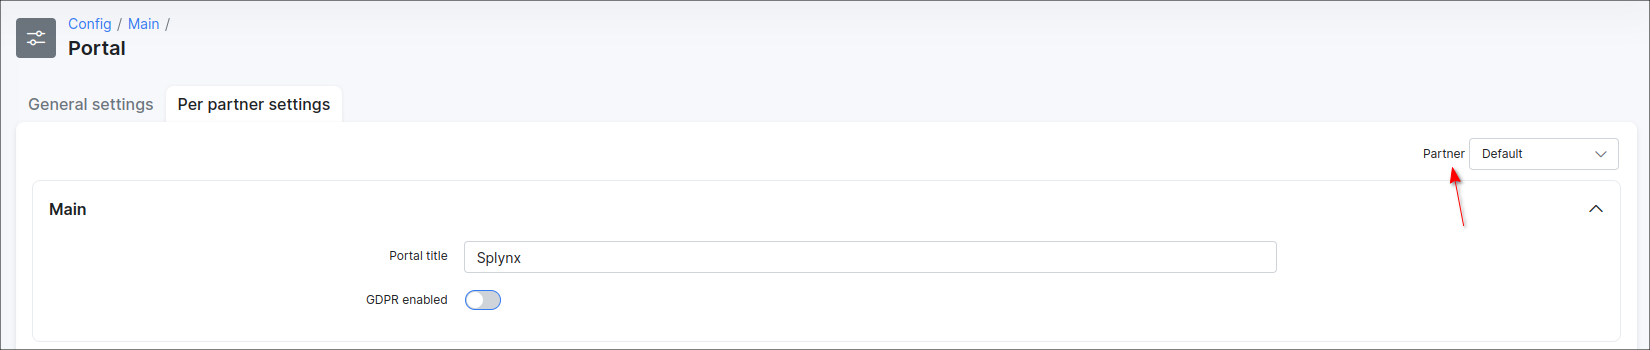 Config / Main /
Portal
General settings Per partner settings
Partner Default
Main
Portal title Splynx
GDPR enabled